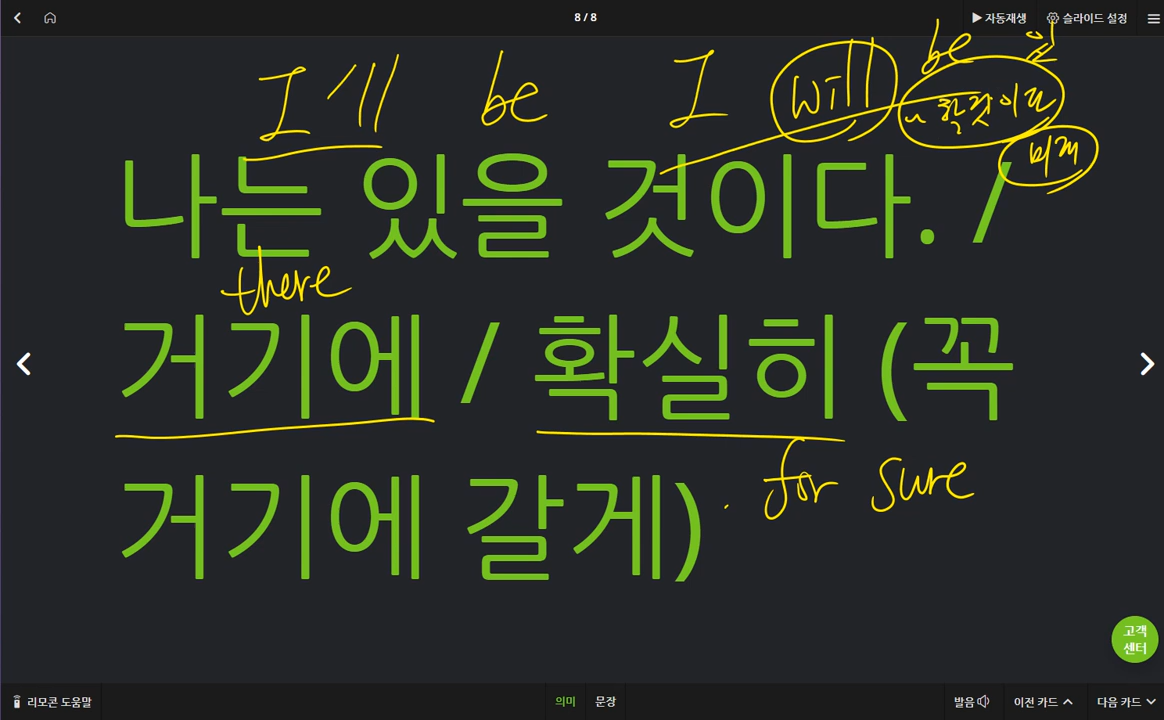 8 / 8
▶ 자동재생
슬라이드 설정
I'll be I will be
~할것이다
미래
나는 있을 것이다. /
there
거기에 / 확실히 (꼭
거기에 갈게)
for sure
고객
센터
리모콘 도움말
의미
문장
발음
이전 카드
다음 카드